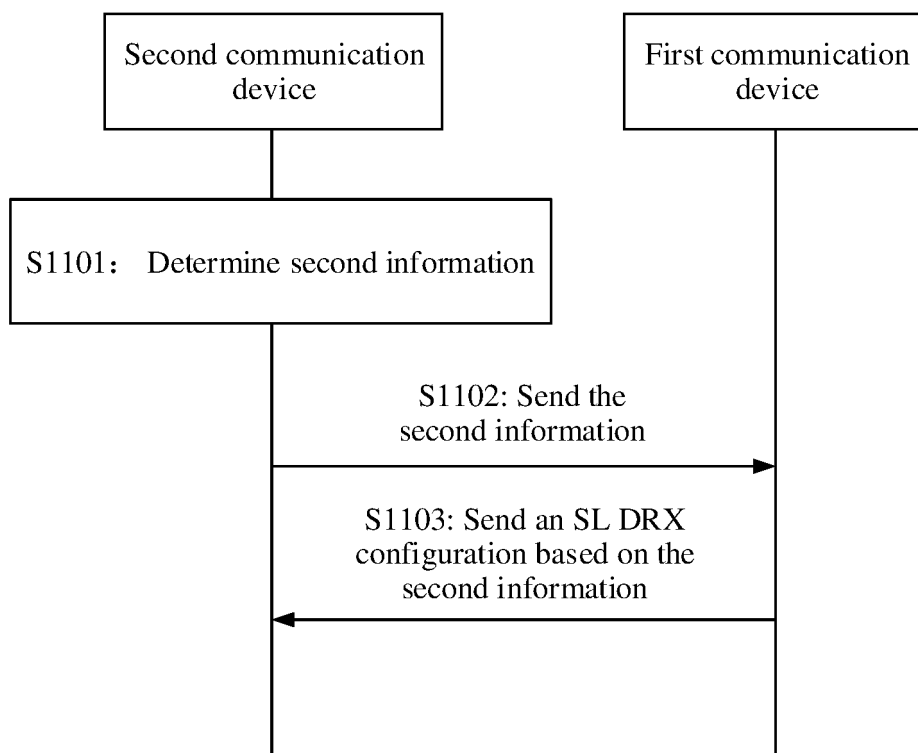 Second communication
device
First communication
device
S1101： Determine second information
S1102: Send the
second information
S1103: Send an SL DRX
configuration based on the
second information